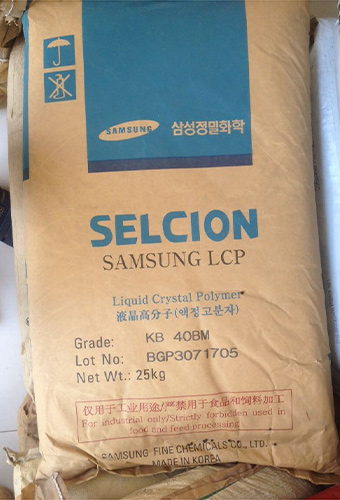 SAMSUNG 삼성정밀화학
SELCION
SAMSUNG LCP
Liquid Crystal Polymer
液晶高分子(액정고분자)
Grade: KB 40BM
Lot No: BGP3071705
Net Wt.: 25kg
仅用于工业用途/严禁用于食品和饲料加工
For industrial only/Strictly forbidden used in
food and feed processing
SAMSUNG FINE CHEMICALS CO., LTD.
MADE IN KOREA